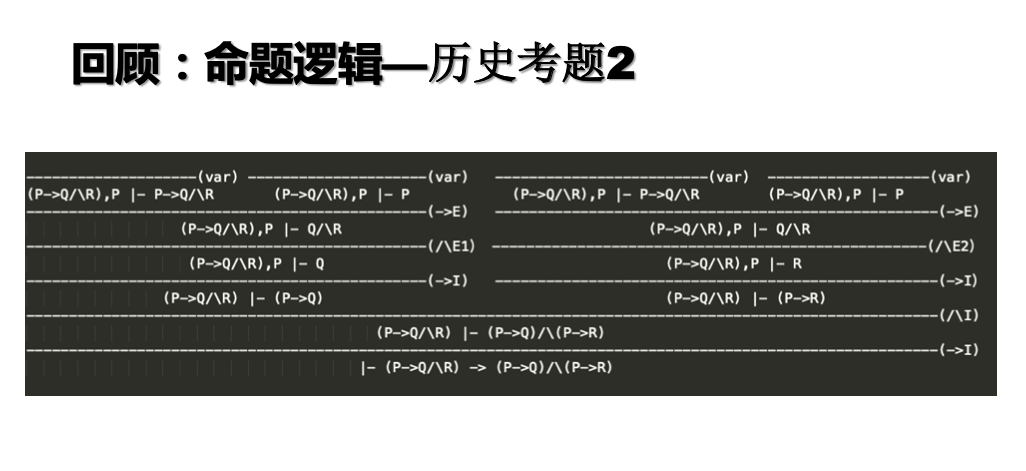 回顾：命题逻辑—历史考题2
--------------------(var) ---------------------(var) -------------------------(var) -------------------(var)
(P->Q/\R),P |- P->Q/\R (P->Q/\R),P |- P (P->Q/\R),P |- P->Q/\R (P->Q/\R),P |- P
-----------------------------------------------(->E) ----------------------------------------------------(->E)
(P->Q/\R),P |- Q/\R (P->Q/\R),P |- Q/\R
-----------------------------------------------(/\E1) ---------------------------------------------------(/\E2)
(P->Q/\R),P |- Q (P->Q/\R),P |- R
-----------------------------------------------(->I) ----------------------------------------------------(->I)
(P->Q/\R) |- (P->Q) (P->Q/\R) |- (P->R)
---------------------------------------------------------------------------------------------------------(/\I)
(P->Q/\R) |- (P->Q)/\(P->R)
---------------------------------------------------------------------------------------------------------(->I)
|- (P->Q/\R) -> (P->Q)/\(P->R)